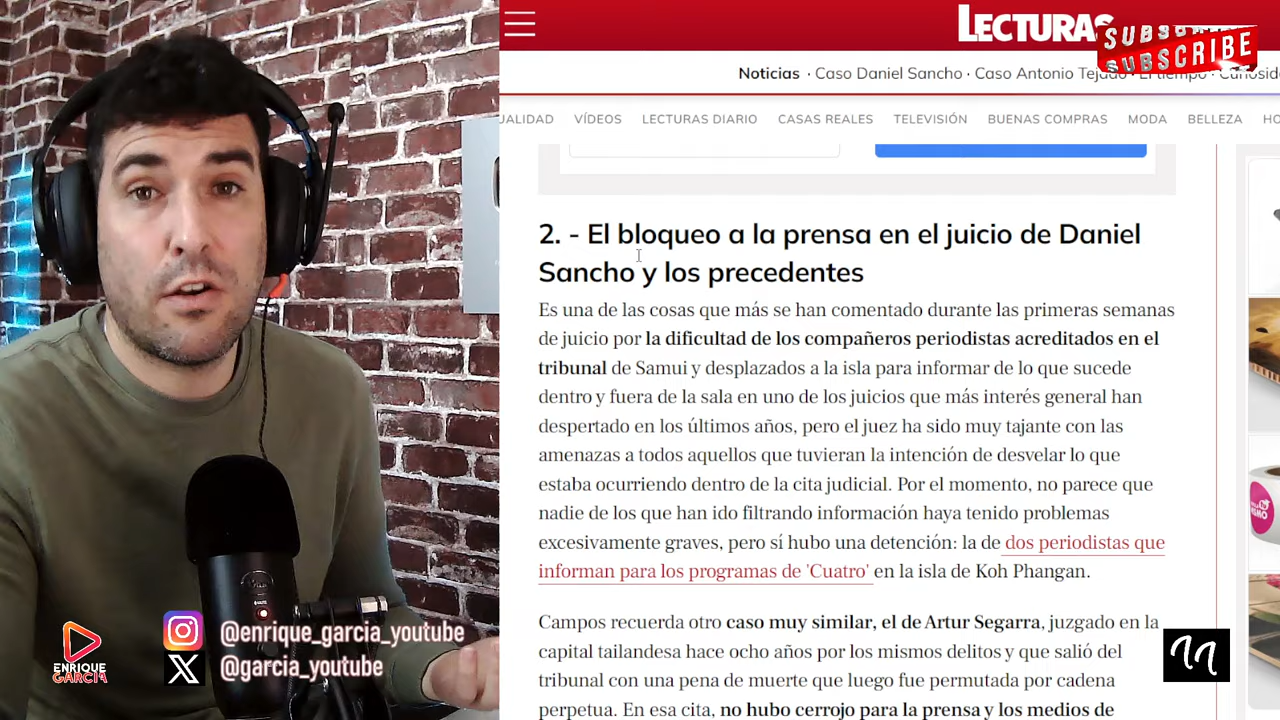 LECTURAS
SUBSCRIBE
Noticias · Caso Daniel Sancho · Caso Antonio Tejado · El tiempo ·
UALIDAD VÍDEOS LECTURAS DIARIO CASAS REALES TELEVISIÓN BUENAS COMPRAS MODA BELLEZA HO
2. - El bloqueo a la prensa en el juicio de Daniel
Sancho y los precedentes
Es una de las cosas que más se han comentado durante las primeras semanas
de juicio por la dificultad de los compañeros periodistas acreditados en el
tribunal de Samui y desplazados a la isla para informar de lo que sucede
dentro y fuera de la sala en uno de los juicios que más interés general han
despertado en los últimos años, pero el juez ha sido muy tajante con las
amenazas a todos aquellos que tuvieran la intención de desvelar lo que
estaba ocurriendo dentro de la cita judicial. Por el momento, no parece que
nadie de los que han ido filtrando información haya tenido problemas
excesivamente graves, pero sí hubo una detención: la de dos periodistas que
informan para los programas de 'Cuatro' en la isla de Koh Phangan.
Campos recuerda otro caso muy similar, el de Artur Segarra, juzgado en la
capital tailandesa hace ocho años por los mismos delitos y que salió del
tribunal con una pena de muerte que luego fue permutada por cadena
perpetua. En esa cita, no hubo cerrojo para la prensa y los medios de
ENRIQUE
GARCIA
@enrique_garcia_youtube
@garcia_youtube